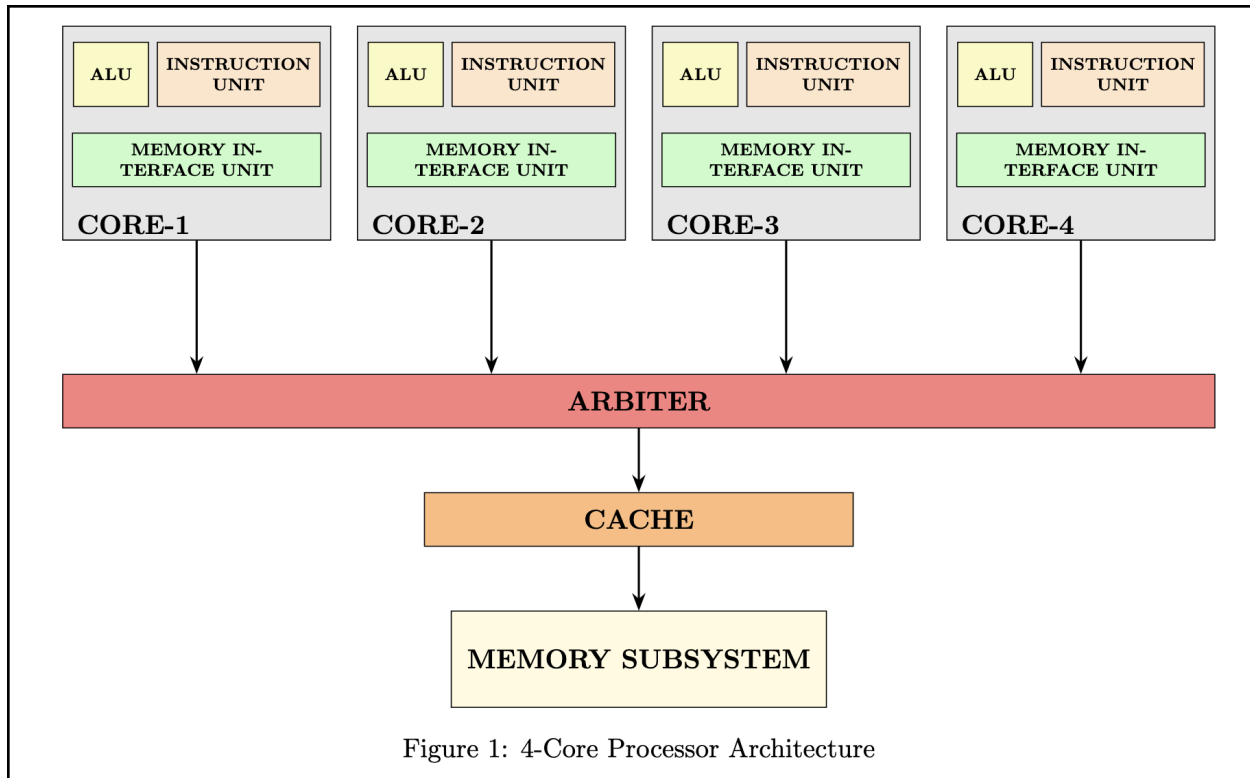 ALU
INSTRUCTION
UNIT
MEMORY IN-
TERFACE UNIT
CORE-1
ALU
INSTRUCTION
UNIT
MEMORY IN-
TERFACE UNIT
CORE-2
ALU
INSTRUCTION
UNIT
MEMORY IN-
TERFACE UNIT
CORE-3
ALU
INSTRUCTION
UNIT
MEMORY IN-
TERFACE UNIT
CORE-4
ARBITER
CACHE
MEMORY SUBSYSTEM
Figure 1: 4-Core Processor Architecture